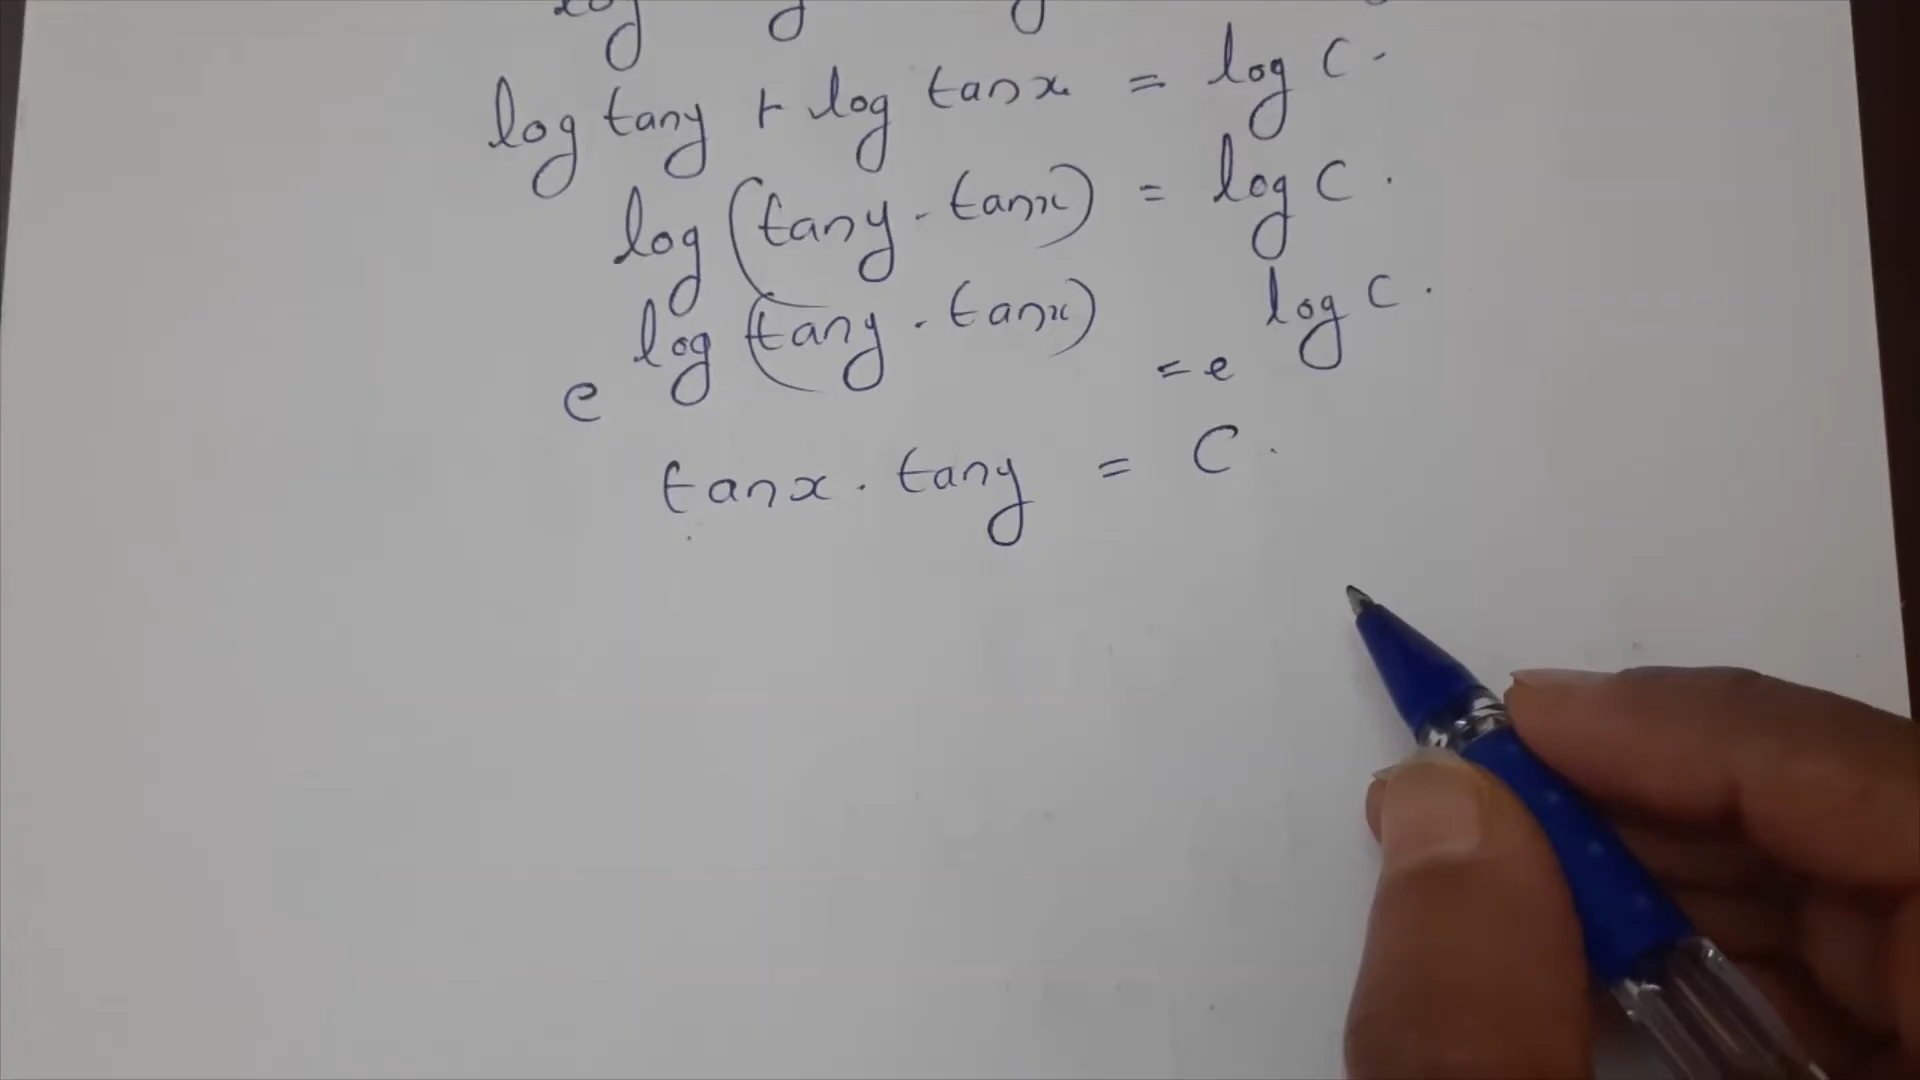 log tany + log tanx = log C.
log (tany . tanx) = log C.
e^log (tany . tanx) = e^log C.
tanx . tany = C.